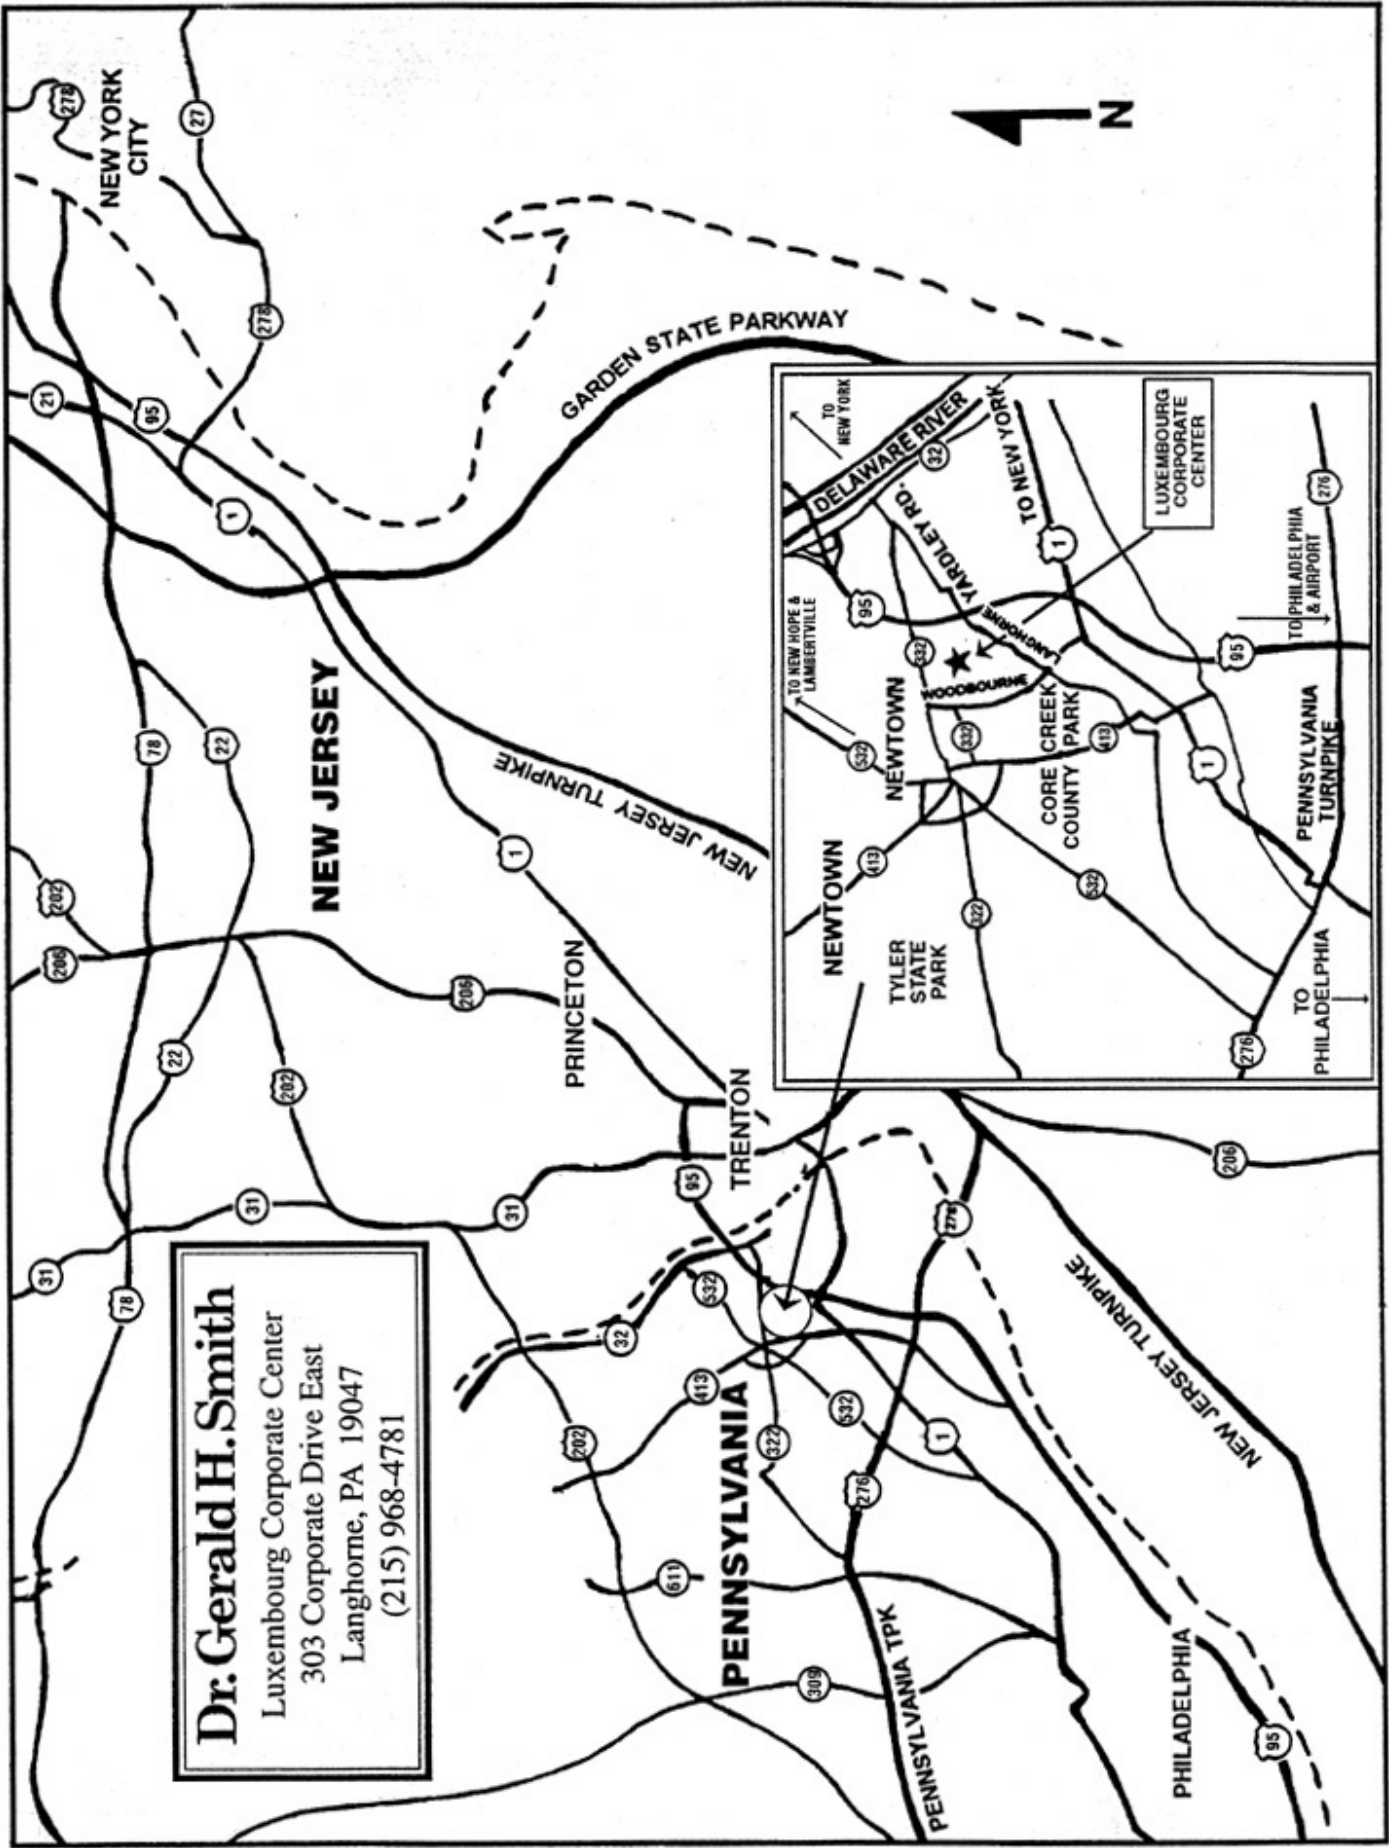 Dr. Gerald H. Smith
Luxembourg Corporate Center
303 Corporate Drive East
Langhorne, PA 19047
(215) 968-4781
31
78
31
202
206
22
202
78
22
NEW JERSEY
21
95
1
278
27
278
NEW YORK
CITY
GARDEN STATE PARKWAY
NEW JERSEY TURNPIKE
1
206
PRINCETON
31
95
TRENTON
202
32
532
413
322
532
PENNSYLVANIA
611
309
276
1
276
PENNSYLVANIA TPK
PHILADELPHIA
95
NEW JERSEY TURNPIKE
206
N
NEWTOWN
TYLER
STATE
PARK
413
322
532
NEWTOWN
532
TO NEW HOPE &
LAMBERTVILLE
TO
NEW YORK
DELAWARE RIVER
32
95
332
332
WOODBOURNE
LANGHORNE
YARDLEY RD.
TO NEW YORK
1
CORE CREEK
COUNTY PARK
413
1
LUXEMBOURG
CORPORATE
CENTER
95
TO PHILADELPHIA
& AIRPORT
276
PENNSYLVANIA
TURNPIKE
276
TO
PHILADELPHIA